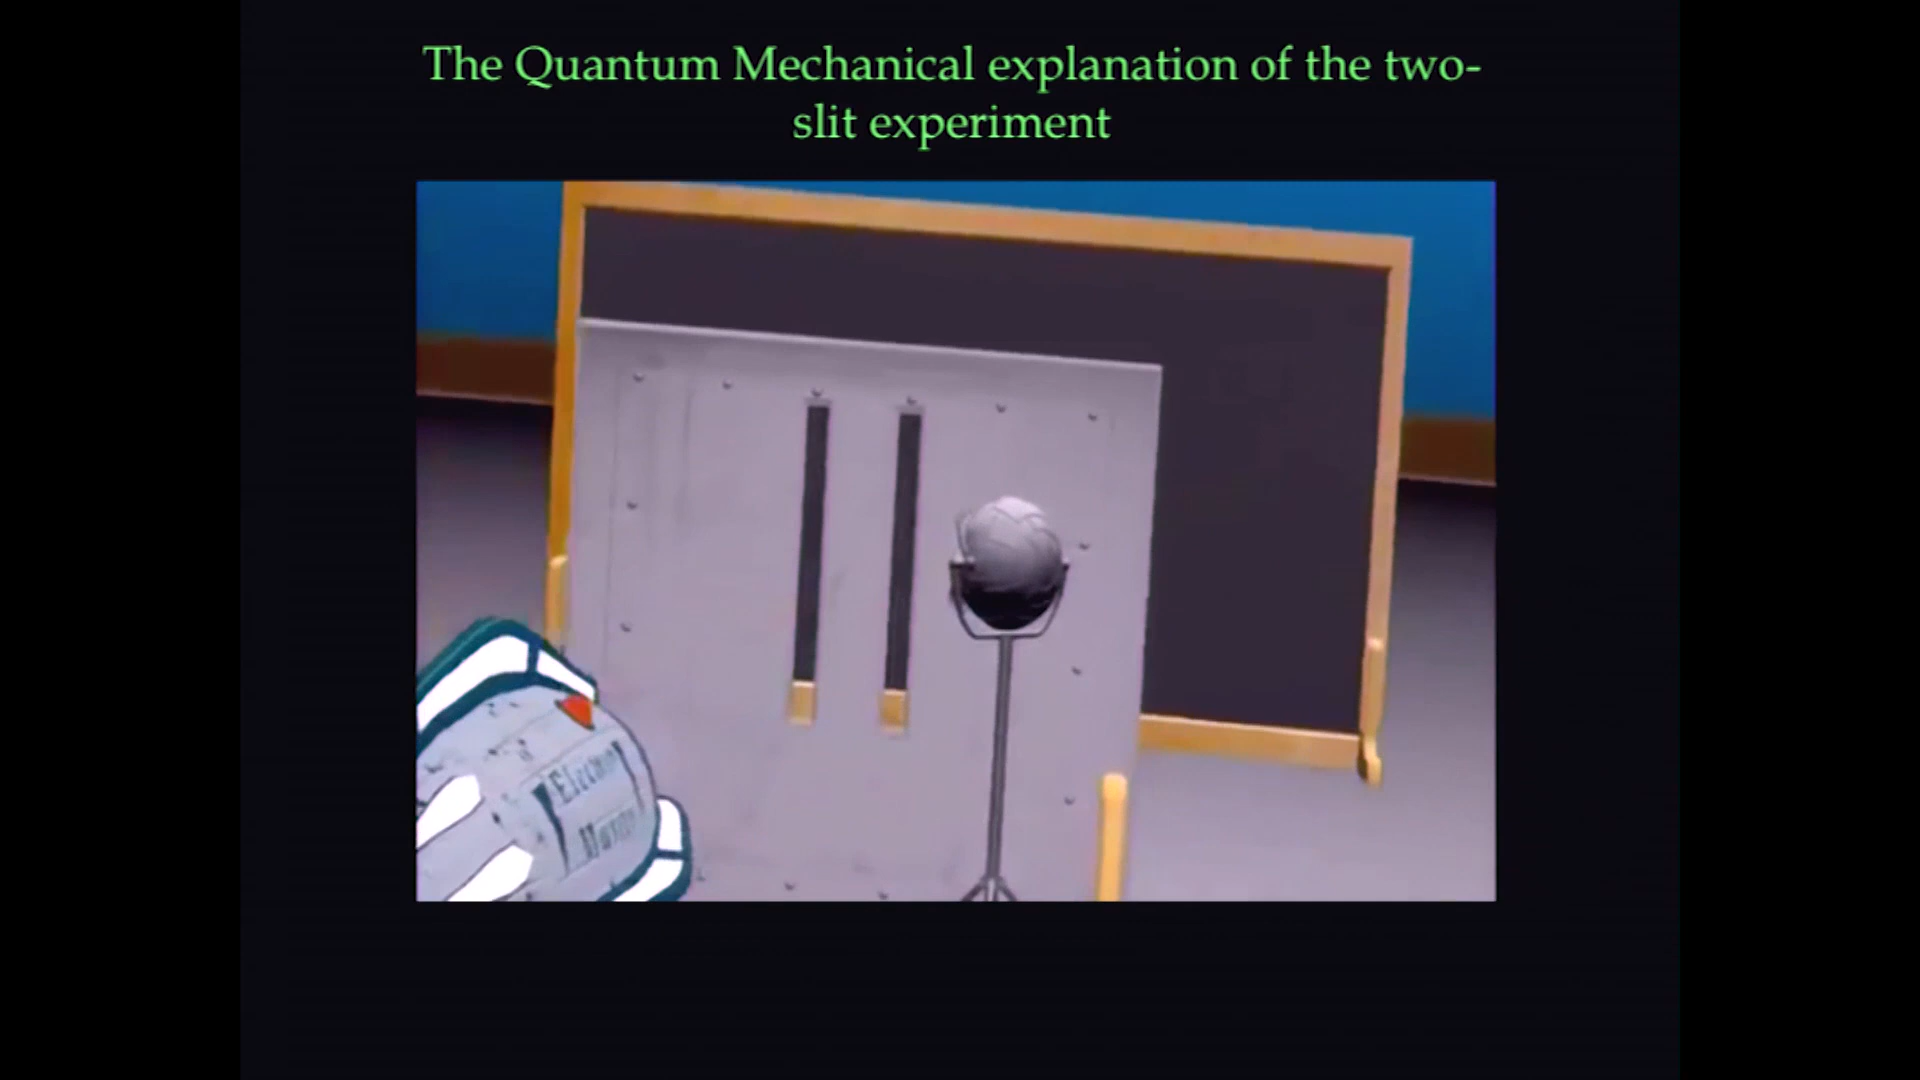 The Quantum Mechanical explanation of the two-
slit experiment